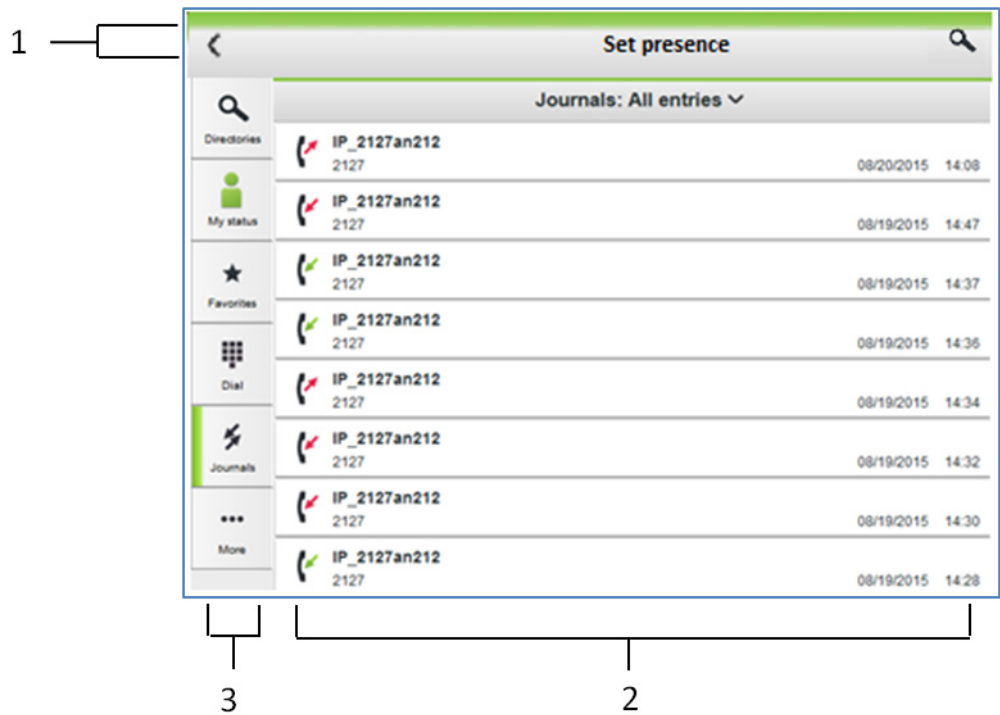 1
Set presence
Journals: All entries
Directories
My status
Favorites
Dial
Journals
More
IP_2127an212
2127 08/20/2015 14:08
IP_2127an212
2127 08/19/2015 14:47
IP_2127an212
2127 08/19/2015 14:37
IP_2127an212
2127 08/19/2015 14:36
IP_2127an212
2127 08/19/2015 14:34
IP_2127an212
2127 08/19/2015 14:32
IP_2127an212
2127 08/19/2015 14:30
IP_2127an212
2127 08/19/2015 14:28
3
2